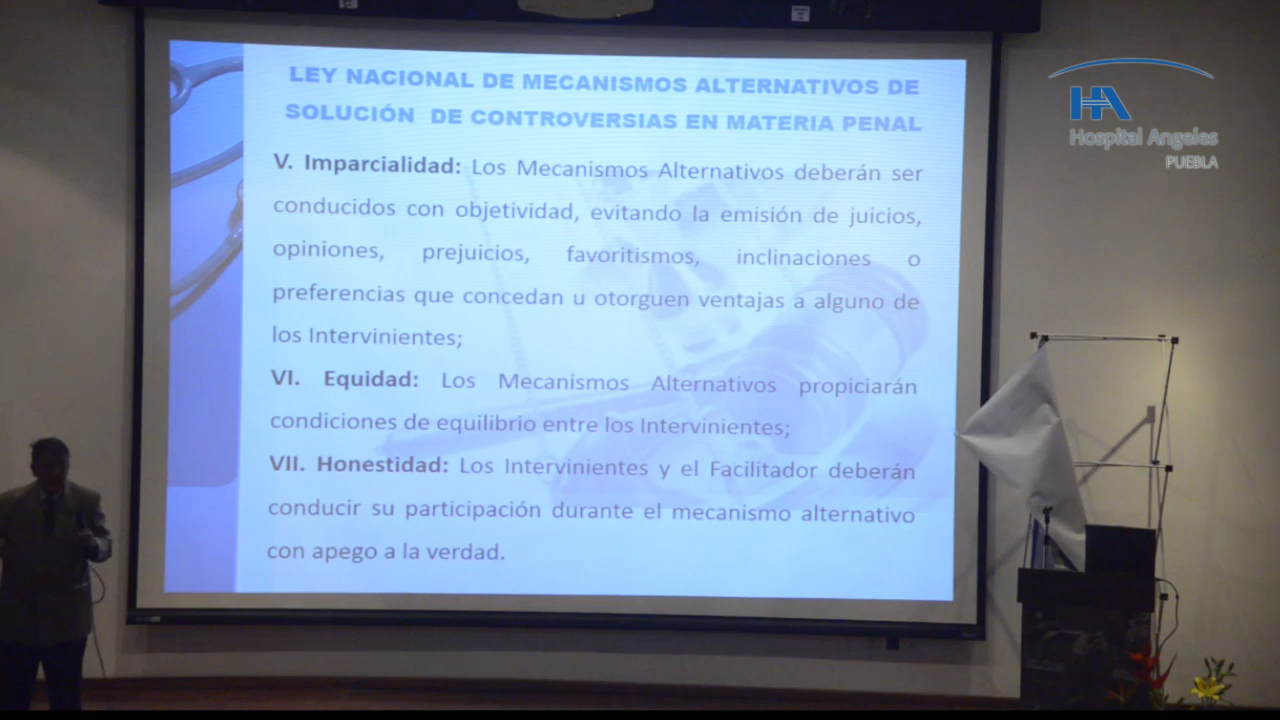 LEY NACIONAL DE MECANISMOS ALTERNATIVOS DE
SOLUCIÓN DE CONTROVERSIAS EN MATERIA PENAL
V. Imparcialidad: Los Mecanismos Alternativos deberán ser
conducidos con objetividad, evitando la emisión de juicios,
opiniones, prejuicios, favoritismos, inclinaciones o
preferencias que concedan u otorguen ventajas a alguno de
los Intervinientes;
VI. Equidad: Los Mecanismos Alternativos propiciarán
condiciones de equilibrio entre los Intervinientes;
VII. Honestidad: Los Intervinientes y el Facilitador deberán
conducir su participación durante el mecanismo alternativo
con apego a la verdad.
HA
Hospital Angeles
PUEBLA